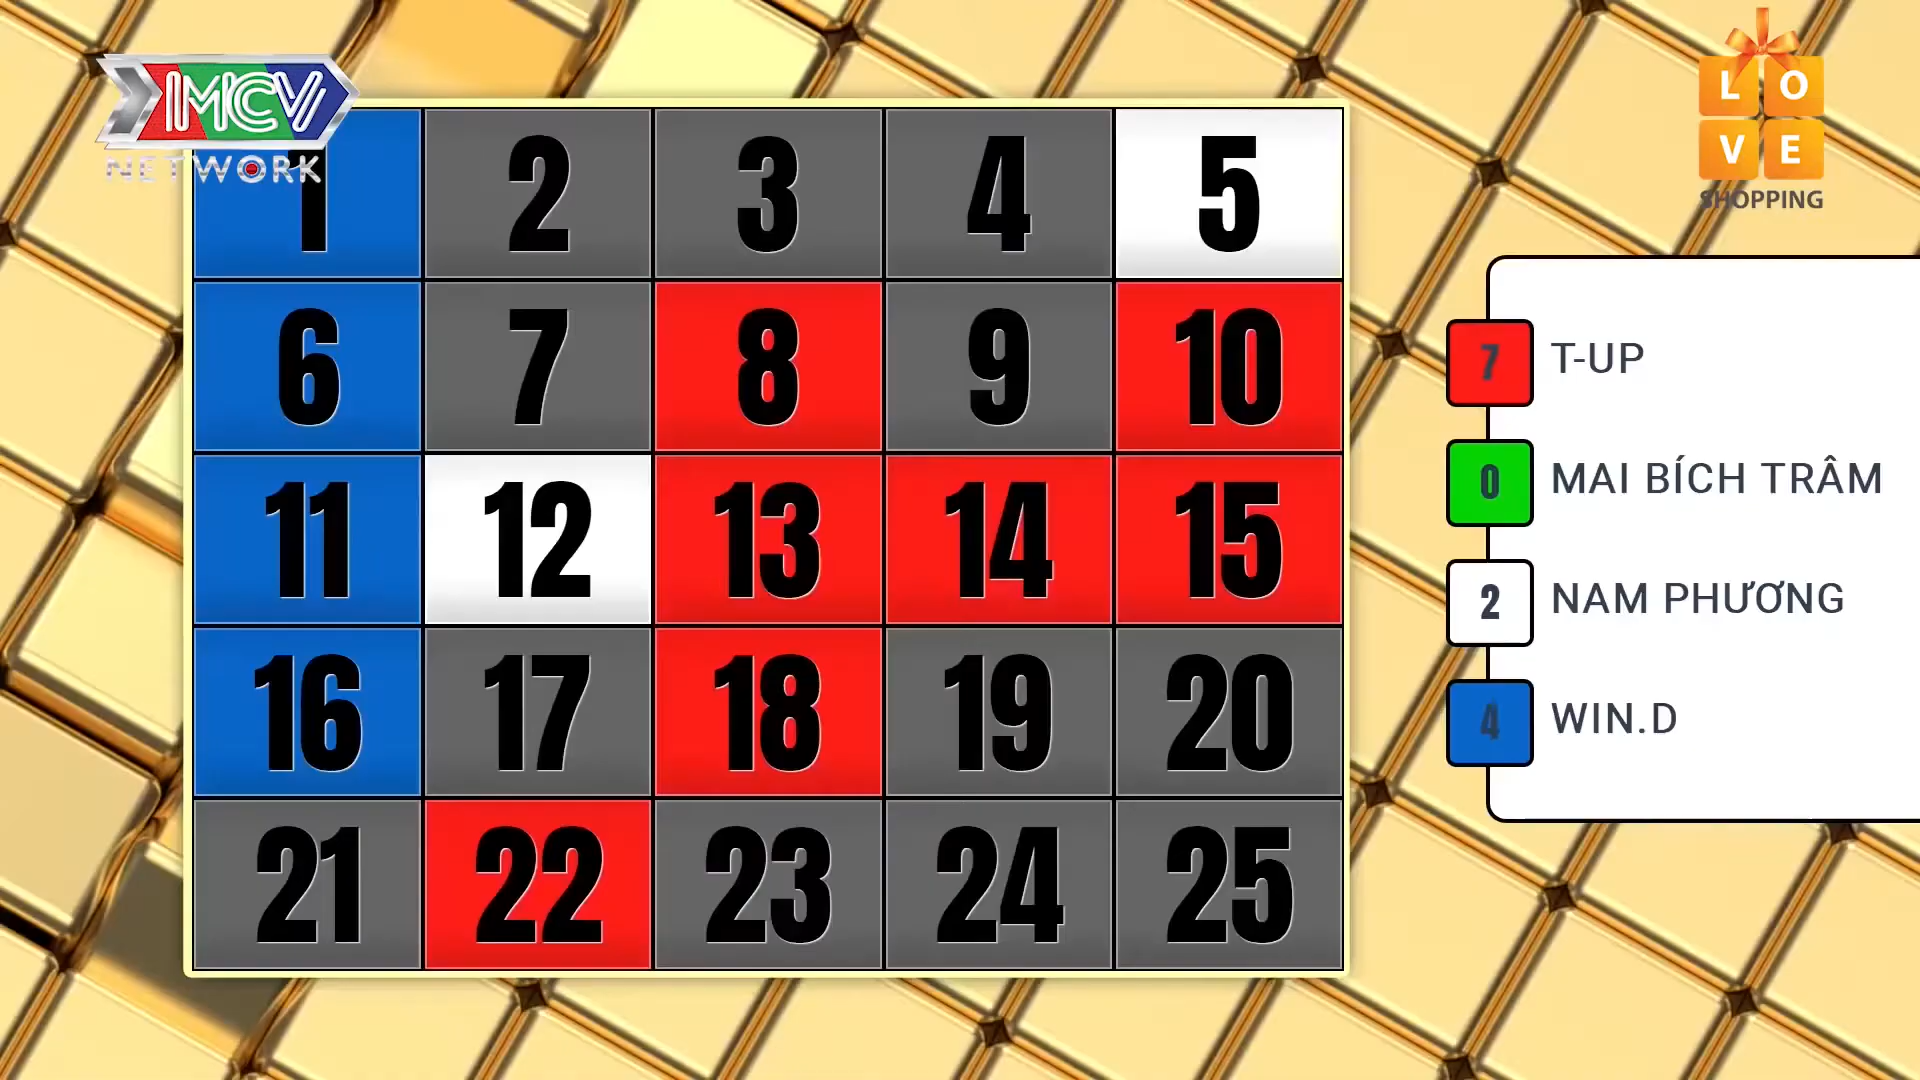 MCV
NETWORK
LOVE
SHOPPING
1 2 3 4 5
6 7 8 9 10
11 12 13 14 15
16 17 18 19 20
21 22 23 24 25
7 T-UP
0 MAI BÍCH TRÂM
2 NAM PHƯƠNG
4 WIN.D